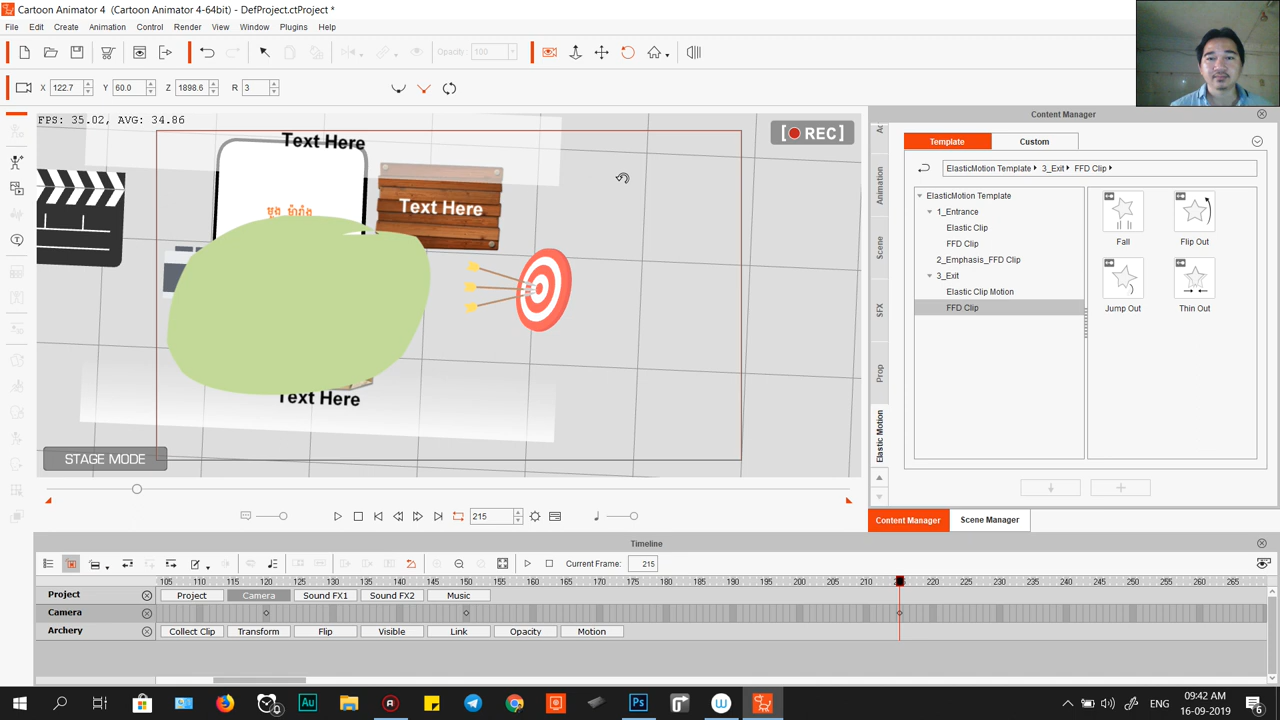 Cartoon Animator 4 (Cartoon Animator 4-64bit) - DefProject.ctProject *
File Edit Create Animation Control Render View Window Plugins Help
Opacity: 100
X 122.7 Y 60.0 Z 1898.6 R 3
FPS: 35.02, AVG: 34.86
REC
Text Here
Text Here
មួង ម៉ារ៉ាំង
Text Here
STAGE MODE
215
Content Manager
Template Custom
ElasticMotion Template 3_Exit FFD Clip
ElasticMotion Template
1_Entrance
Elastic Clip
FFD Clip
2_Emphasis_FFD Clip
3_Exit
Elastic Clip Motion
FFD Clip
Fall Flip Out
Jump Out Thin Out
Animation
Scene
SFX
Prop
Elastic Motion
Content Manager Scene Manager
Timeline
Current Frame: 215
105 110 115 120 125 130 135 140 145 150 155 160 165 170 175 180 185 190 195 200 205 210 220 225 230 235 240 245 250 255 260 265
Project Project Camera Sound FX1 Sound FX2 Music
Camera
Archery Collect Clip Transform Flip Visible Link Opacity Motion
ENG 09:42 AM
16-09-2019
6